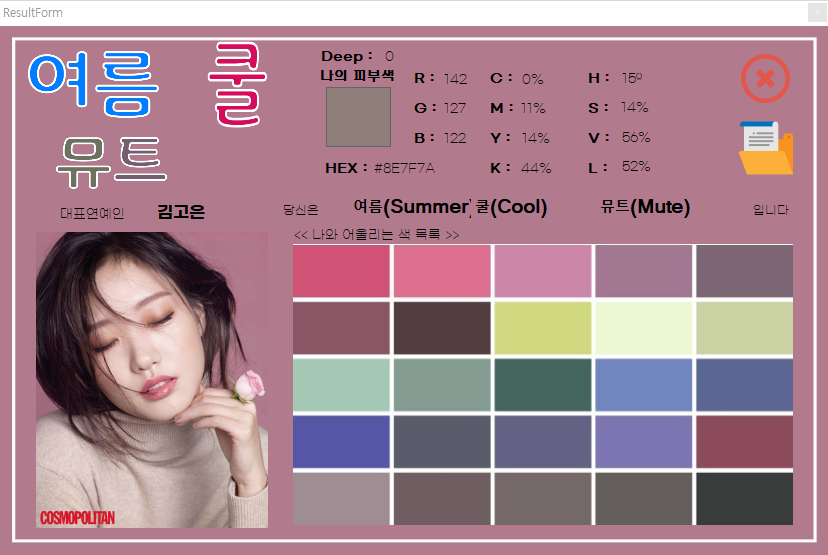 ResultForm
여름 쿨
뮤트
Deep : 0
나의 피부색
R : 142 C : 0% H : 15º
G : 127 M : 11% S : 14%
B : 122 Y : 14% V : 56%
HEX : #8E7F7A K : 44% L : 52%
대표연예인 김고은 당신은 여름(Summer) 쿨(Cool) 뮤트(Mute) 입니다
<< 나와 어울리는 색 목록 >>
COSMOPOLITAN